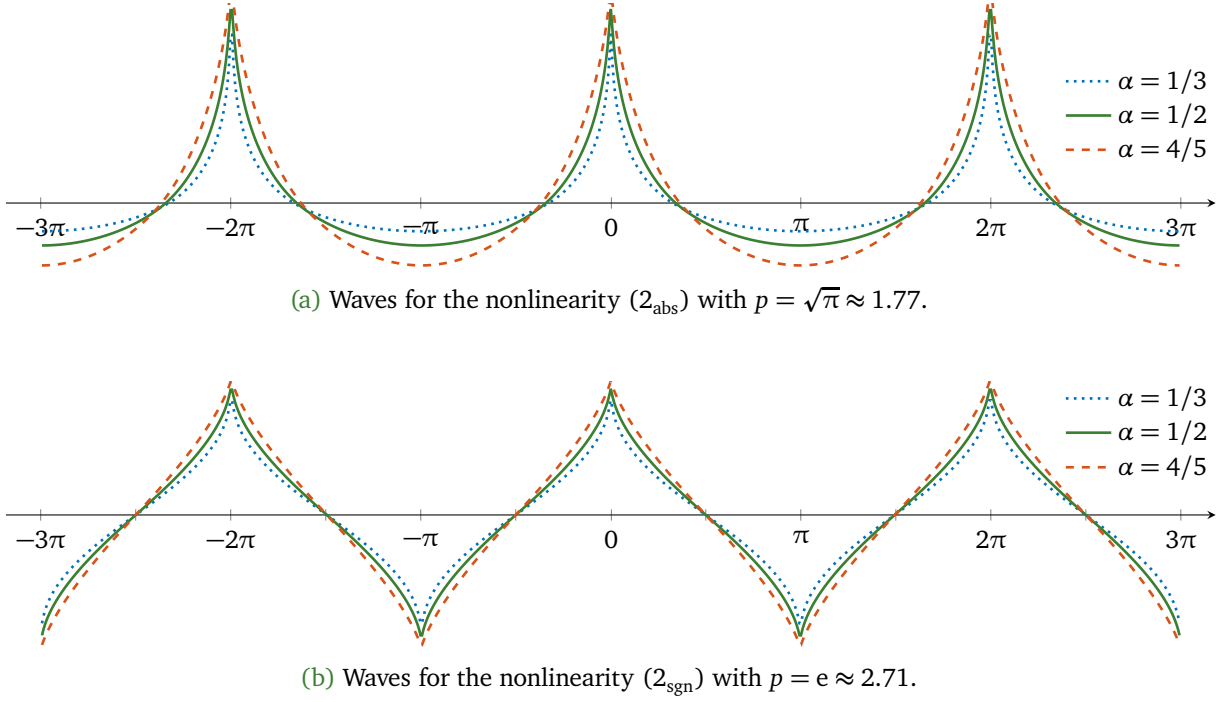 α = 1/3
α = 1/2
α = 4/5
−3π −2π −π 0 π 2π 3π
(a) Waves for the nonlinearity (2abs) with p = √π ≈ 1.77.
α = 1/3
α = 1/2
α = 4/5
−3π −2π −π 0 π 2π 3π
(b) Waves for the nonlinearity (2sgn) with p = e ≈ 2.71.